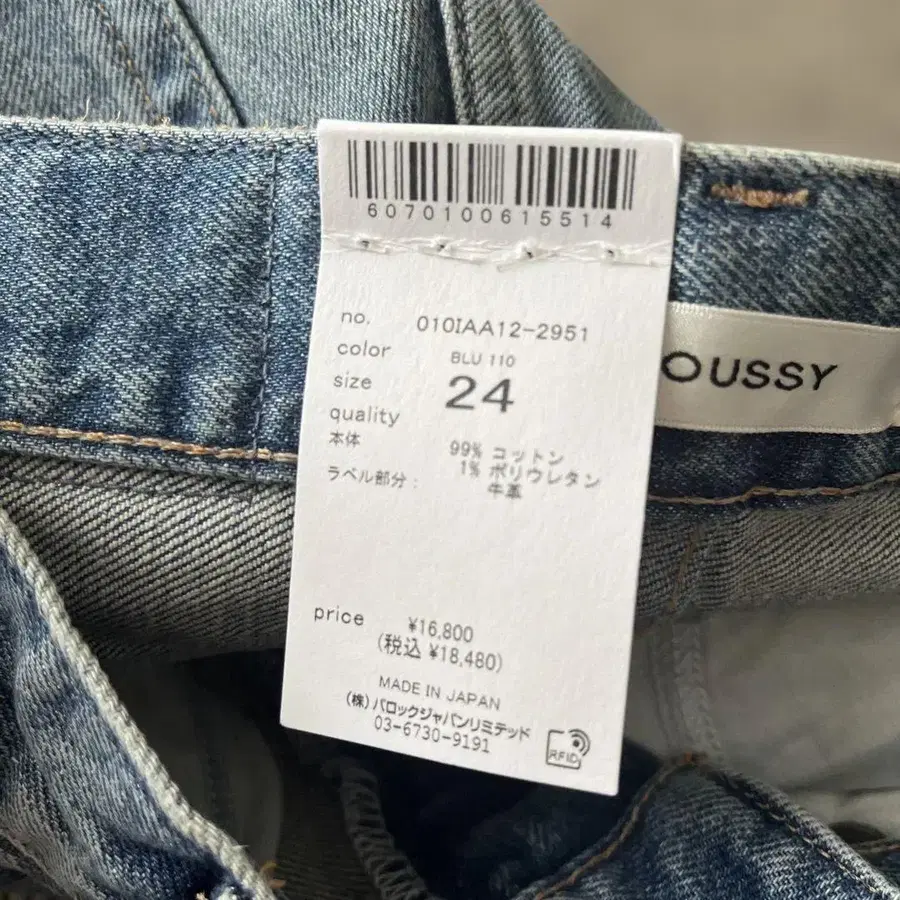 6070100615514
no. 010IAA12-2951
color BLU 110
size 24
quality
本体 99% コットン
1% ポリウレタン
ラベル部分: 牛革
price ¥16,800
(税込 ¥18,480)
MADE IN JAPAN
(株)バロックジャパンリミテッド
03-6730-9191
RFID
OUSSY